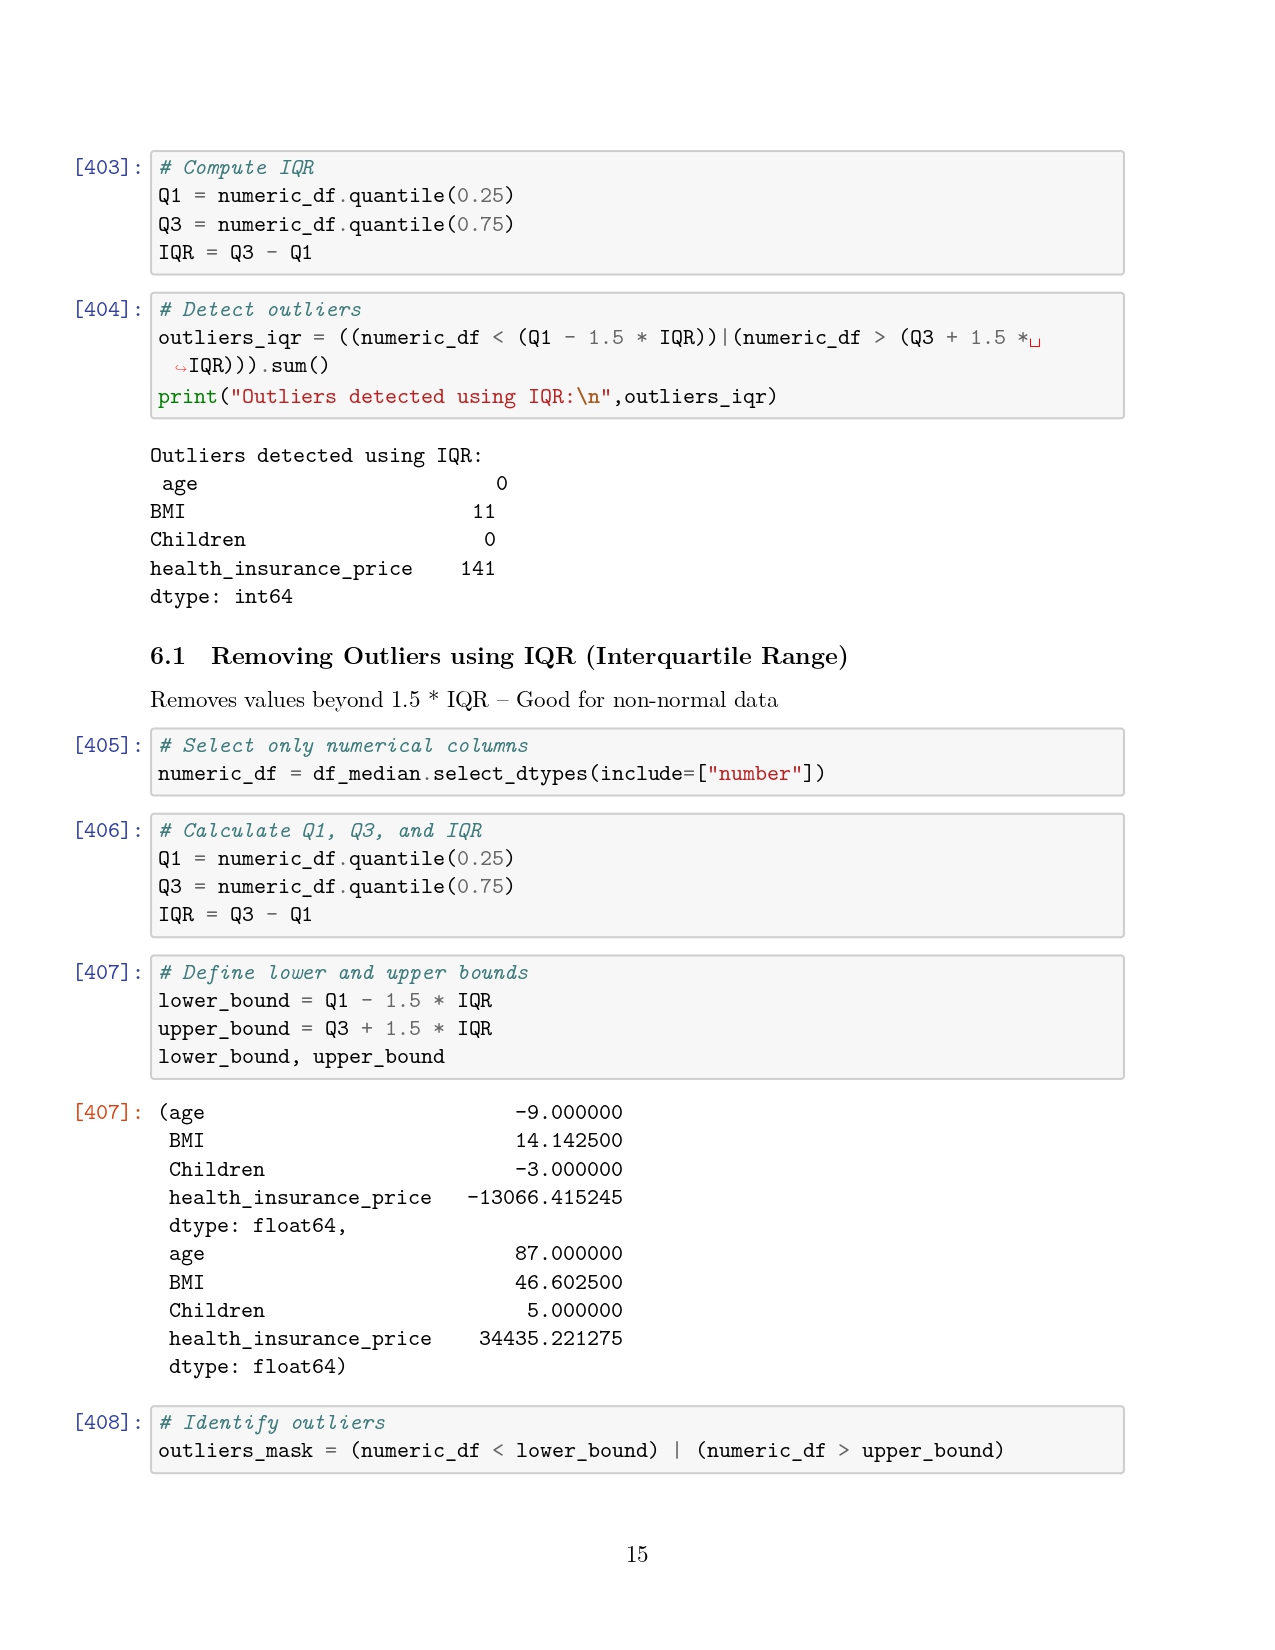 [403]: # Compute IQR
Q1 = numeric_df.quantile(0.25)
Q3 = numeric_df.quantile(0.75)
IQR = Q3 - Q1
[404]: # Detect outliers
outliers_iqr = ((numeric_df < (Q1 - 1.5 * IQR))|(numeric_df > (Q3 + 1.5 *␣
↪IQR))).sum()
print("Outliers detected using IQR:\n",outliers_iqr)
Outliers detected using IQR:
age 0
BMI 11
Children 0
health_insurance_price 141
dtype: int64
6.1 Removing Outliers using IQR (Interquartile Range)
Removes values beyond 1.5 * IQR – Good for non-normal data
[405]: # Select only numerical columns
numeric_df = df_median.select_dtypes(include=["number"])
[406]: # Calculate Q1, Q3, and IQR
Q1 = numeric_df.quantile(0.25)
Q3 = numeric_df.quantile(0.75)
IQR = Q3 - Q1
[407]: # Define lower and upper bounds
lower_bound = Q1 - 1.5 * IQR
upper_bound = Q3 + 1.5 * IQR
lower_bound, upper_bound
[407]: (age -9.000000
BMI 14.142500
Children -3.000000
health_insurance_price -13066.415245
dtype: float64,
age 87.000000
BMI 46.602500
Children 5.000000
health_insurance_price 34435.221275
dtype: float64)
[408]: # Identify outliers
outliers_mask = (numeric_df < lower_bound) | (numeric_df > upper_bound)
15